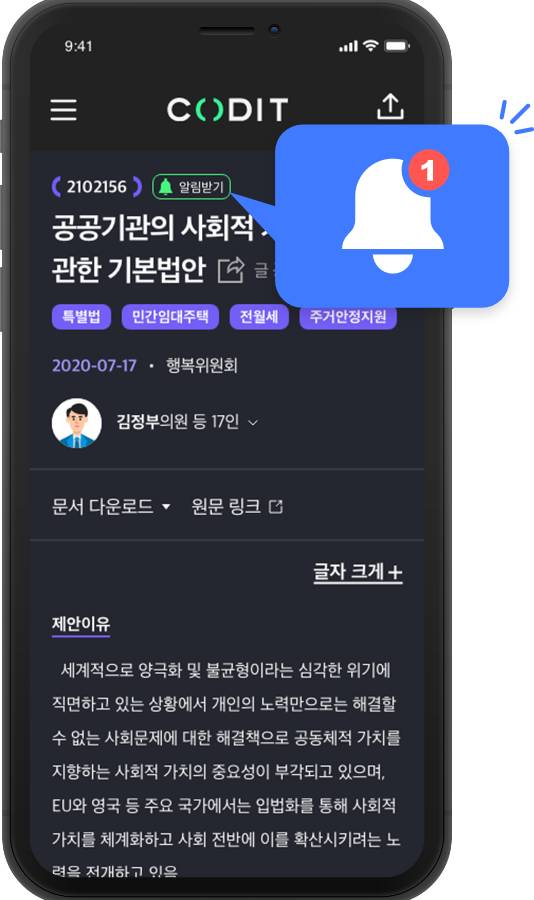 9:41
CODIT
1
2102156 알림받기
공공기관의 사회적
관한 기본법안 글
특별법 민간임대주택 전월세 주거안정지원
2020-07-17 • 행복위원회
김정부의원 등 17인
문서 다운로드 원문 링크
글자 크게+
제안이유
세계적으로 양극화 및 불균형이라는 심각한 위기에
직면하고 있는 상황에서 개인의 노력만으로는 해결할
수 없는 사회문제에 대한 해결책으로 공동체적 가치를
지향하는 사회적 가치의 중요성이 부각되고 있으며,
EU와 영국 등 주요 국가에서는 입법화를 통해 사회적
가치를 체계화하고 사회 전반에 이를 확산시키려는 노
력을 전개하고 있음